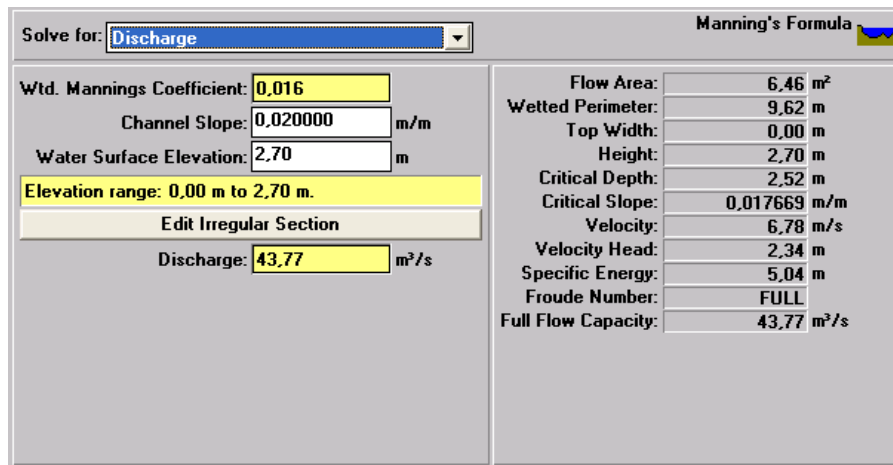 Solve for: Discharge
Manning's Formula
Wtd. Mannings Coefficient: 0,016
Channel Slope: 0,020000 m/m
Water Surface Elevation: 2,70 m
Elevation range: 0,00 m to 2,70 m.
Edit Irregular Section
Discharge: 43,77 m³/s
Flow Area: 6,46 m²
Wetted Perimeter: 9,62 m
Top Width: 0,00 m
Height: 2,70 m
Critical Depth: 2,52 m
Critical Slope: 0,017669 m/m
Velocity: 6,78 m/s
Velocity Head: 2,34 m
Specific Energy: 5,04 m
Froude Number: FULL
Full Flow Capacity: 43,77 m³/s